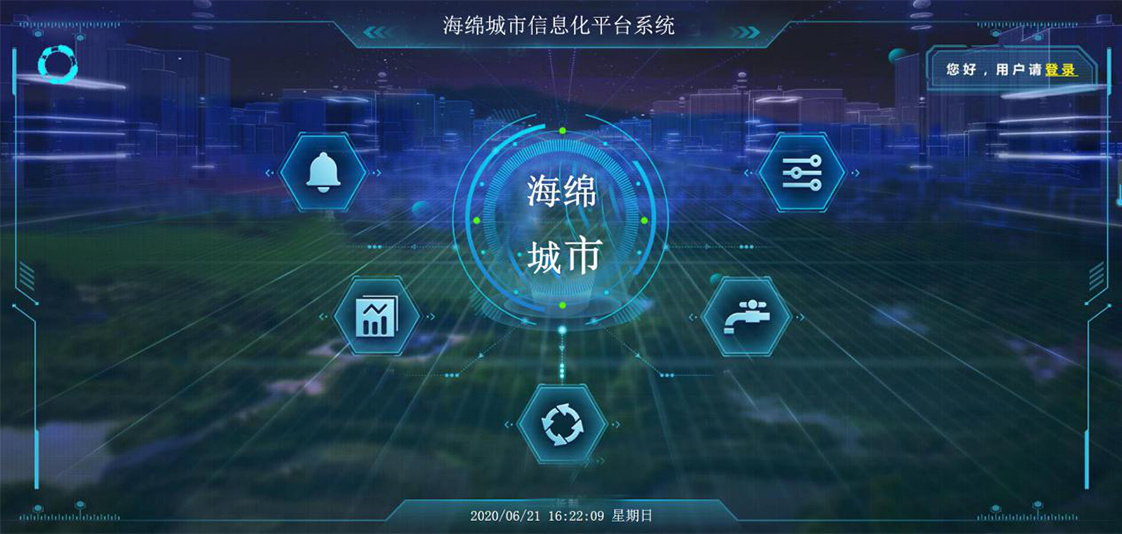 海绵城市信息化平台系统
您好，用户请登录
海绵
城市
2020/06/21 16:22:09 星期日